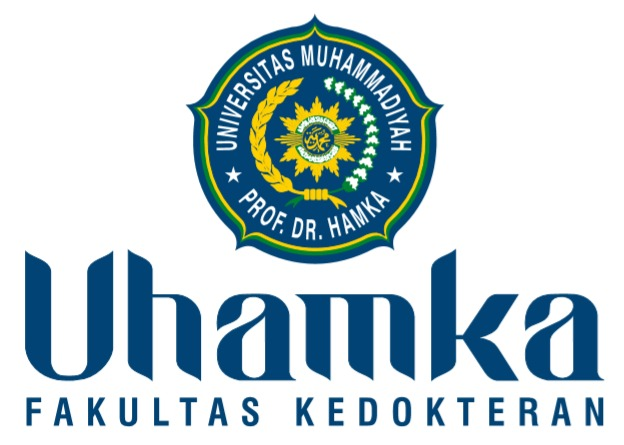 UNIVERSITAS MUHAMMADIYAH
PROF. DR. HAMKA
Uhamka
FAKULTAS KEDOKTERAN